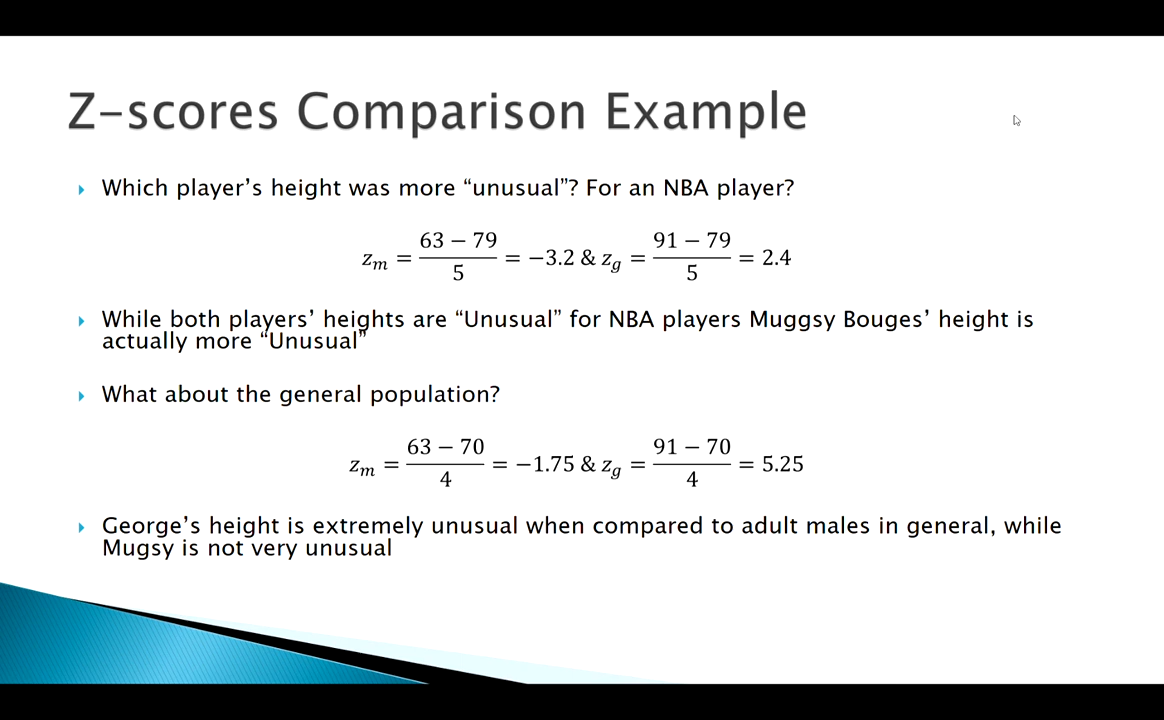 Z-scores Comparison Example
Which player's height was more “unusual”? For an NBA player?
z_m = \frac{63 − 79}{5} = −3.2 & z_g = \frac{91 − 79}{5} = 2.4
While both players' heights are “Unusual” for NBA players Muggsy Bouges' height is
actually more “Unusual”
What about the general population?
z_m = \frac{63 − 70}{4} = −1.75 & z_g = \frac{91 − 70}{4} = 5.25
George's height is extremely unusual when compared to adult males in general, while
Mugsy is not very unusual